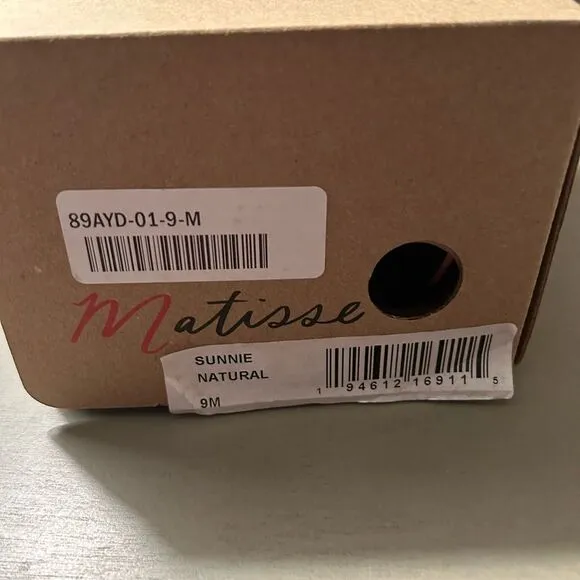 89AYD-01-9-M
Matisse
SUNNIE
NATURAL
9M
1 94612 16911 5